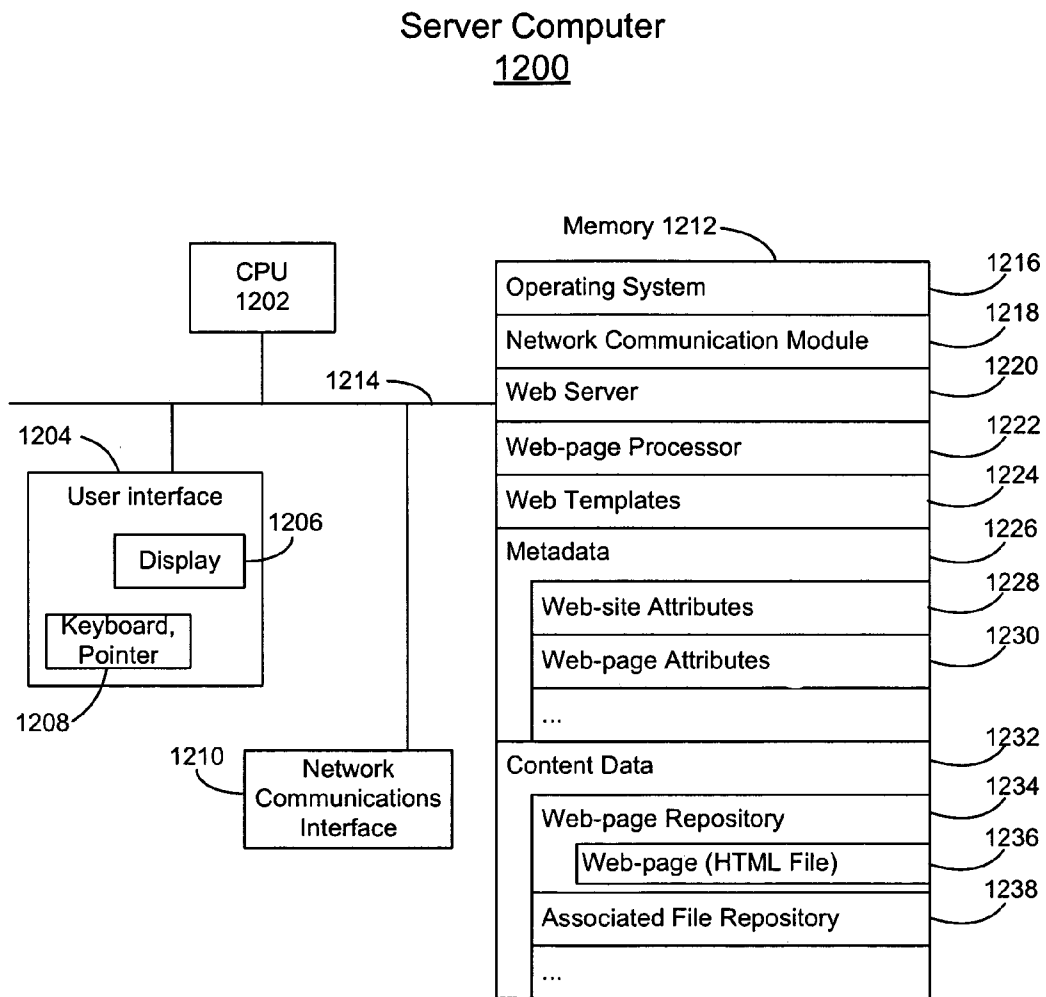 Server Computer
1200
Memory 1212
CPU
1202
1214
1204
User interface
1206
Display
Keyboard,
Pointer
1208
1210
Network
Communications
Interface
Operating System
1216
Network Communication Module
1218
Web Server
1220
Web-page Processor
1222
Web Templates
1224
Metadata
1226
Web-site Attributes
1228
Web-page Attributes
1230
...
Content Data
1232
Web-page Repository
1234
Web-page (HTML File)
1236
Associated File Repository
1238
...
...